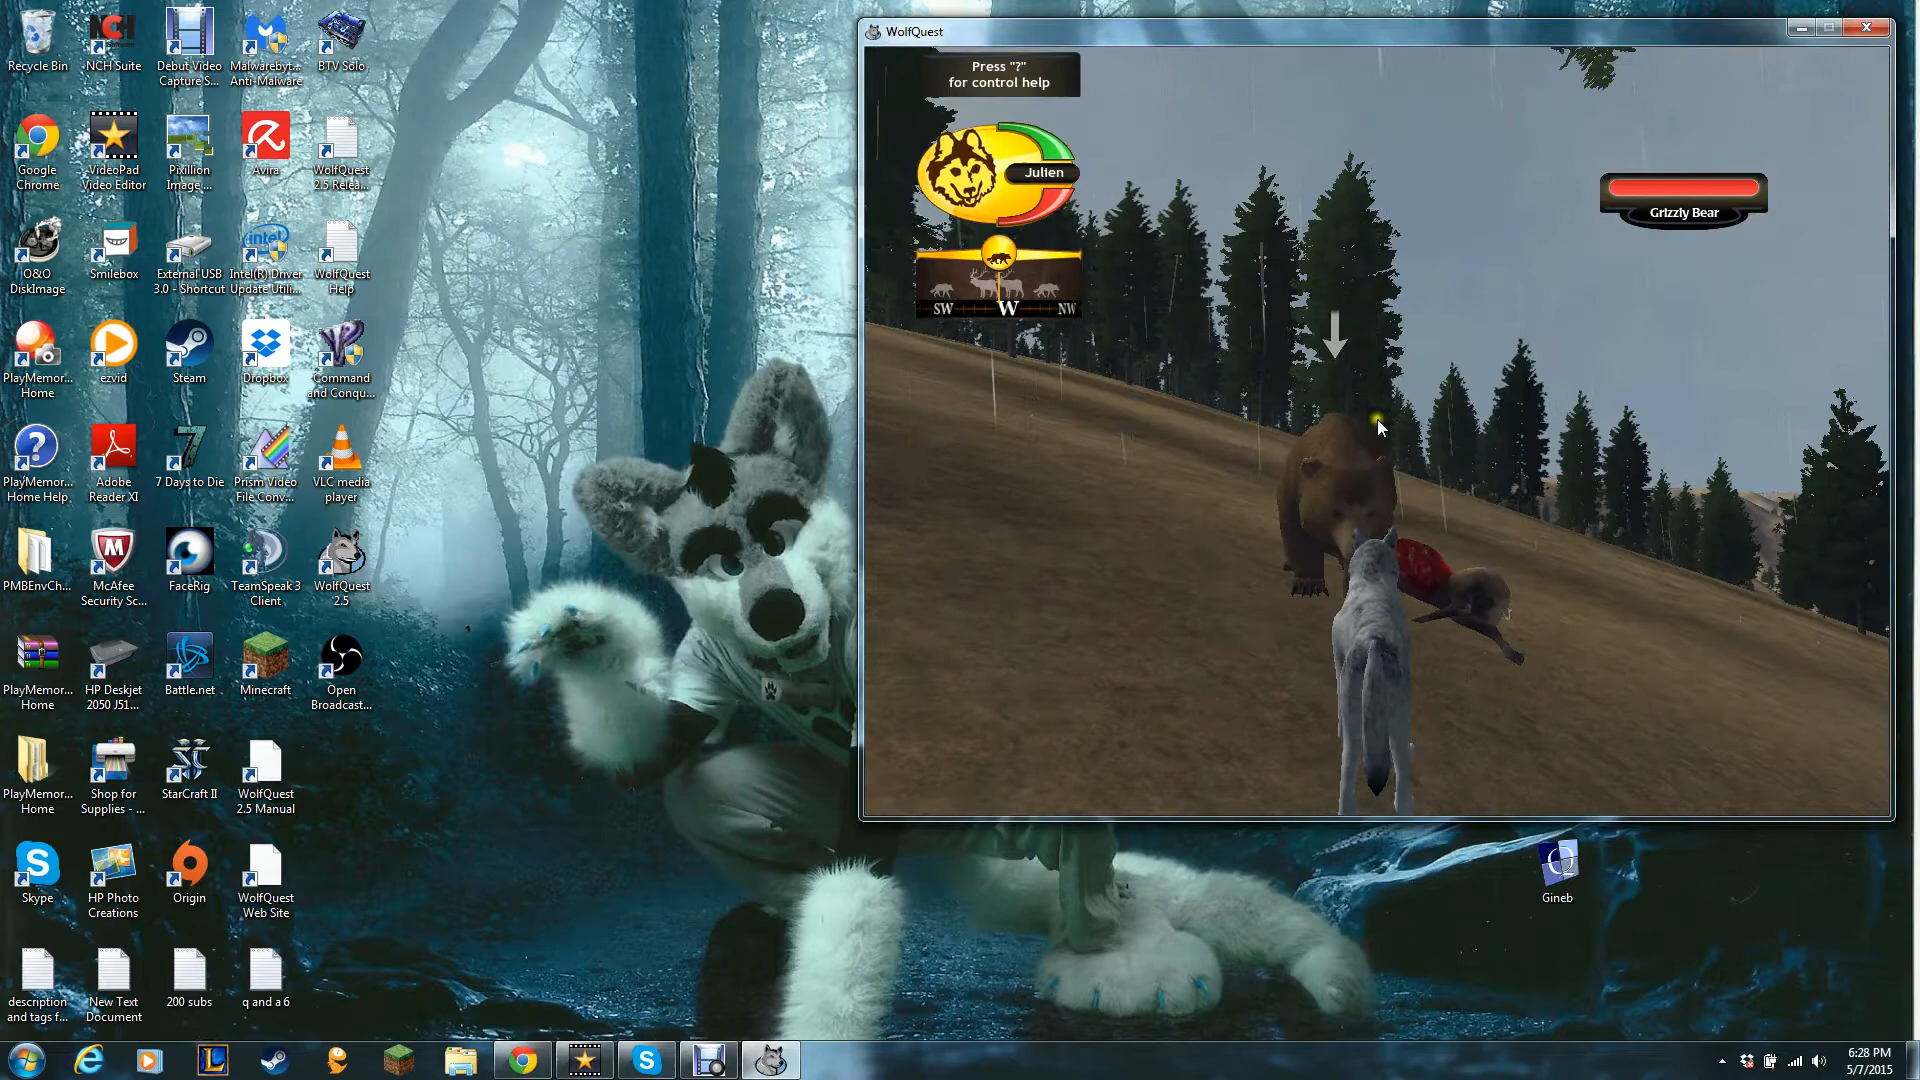 Recycle Bin
NCH Suite
Debut Video
Capture S...
Malwarebyt...
Anti-Malware
BTV Solo
Google
Chrome
VideoPad
Video Editor
Pixillion
Image ...
Avira
WolfQuest
2.5 Relea...
O&O
DiskImage
Smilebox
External USB
3.0 - Shortcut
intel
Intel(R) Driver
Update Utili...
WolfQuest
Help
PlayMemor...
Home
ezvid
Steam
Dropbox
Command
and Conqu...
PlayMemor...
Home Help
Adobe
Reader XI
7 Days to Die
Prism Video
File Conv...
VLC media
player
PMBEnvCh...
McAfee
Security Sc...
FaceRig
TeamSpeak 3
Client
WolfQuest
2.5
PlayMemor...
Home
HP Deskjet
2050 J51...
Battle.net
Minecraft
Open
Broadcast...
PlayMemor...
Home
Shop for
Supplies - ...
StarCraft II
WolfQuest
2.5 Manual
Skype
HP Photo
Creations
Origin
WolfQuest
Web Site
description
and tags f...
New Text
Document
200 subs
q and a 6
WolfQuest
Press "?"
for control help
Julien
SW W NW
Grizzly Bear
Gineb
6:28 PM
5/7/2015